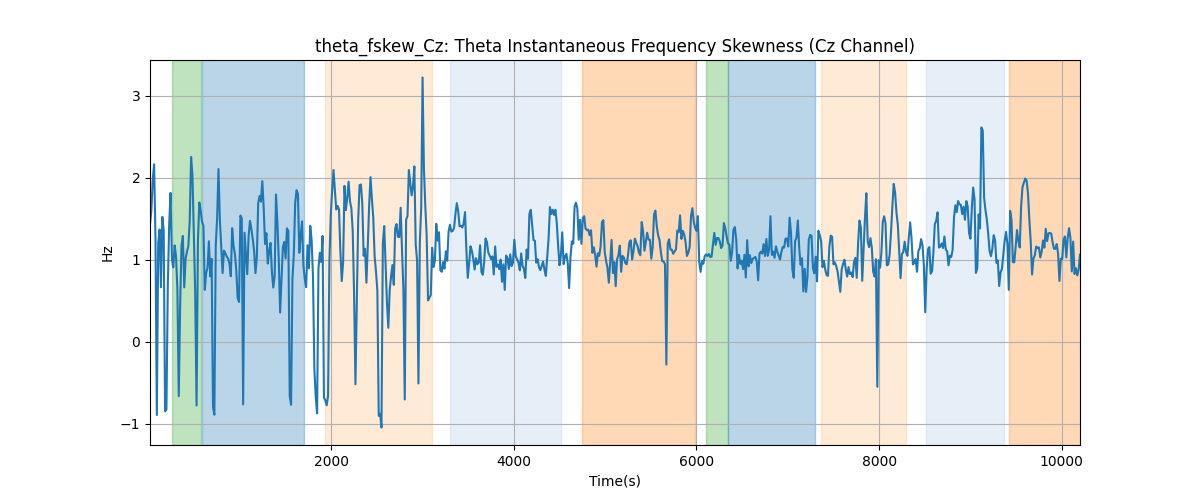 theta_fskew_Cz: Theta Instantaneous Frequency Skewness (Cz Channel)
3
2
1
0
−1
Hz
2000 4000 6000 8000 10000
Time(s)